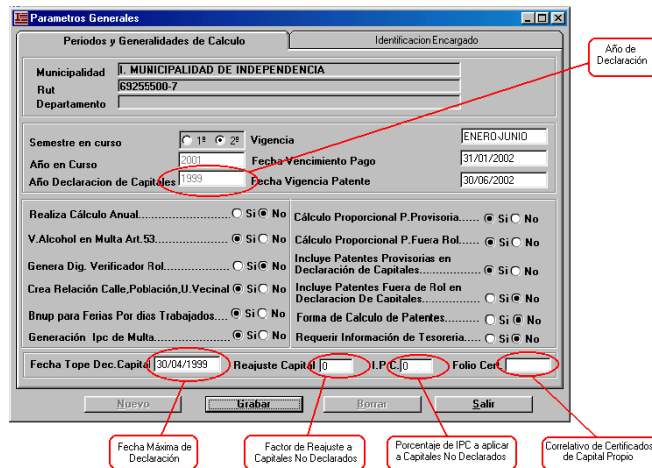 Parametros Generales
Periodos y Generalidades de Calculo
Identificacion Encargado
Año de
Declaración
Municipalidad I. MUNICIPALIDAD DE INDEPENDENCIA
Rut 69255500-7
Departamento
Semestre en curso 1º 2º Vigencia ENERO-JUNIO
Año en Curso 2001 Fecha Vencimiento Pago 31/01/2002
Año Declaracion de Capitales 1999 Fecha Vigencia Patente 30/06/2002
Realiza Cálculo Anual.................... Si No
Cálculo Proporcional P.Provisoria...... Si No
V.Alcohol en Multa Art.53............... Si No
Cálculo Proporcional P.Fuera Rol...... Si No
Genera Dig. Verificador Rol.............. Si No
Incluye Patentes Provisorias en
Declaración de Capitales................ Si No
Crea Relación Calle,Población,U.Vecinal Si No
Incluye Patentes Fuera de Rol en
Declaracion De Capitales............... Si No
Bnup para Ferias Por dias Trabajados.... Si No
Forma de Calculo de Patentes......... Si No
Generación Ipc de Multa.................. Si No
Requerir Información de Tesoreria.... Si No
Fecha Tope Dec.Capital 30/04/1999 Reajuste Capital 0 I.P.C. 0 Folio Cert.
Nuevo Grabar Borrar Salir
Fecha Máxima de
Declaración
Factor de Reajuste a
Capitales No Declarados
Porcentaje de IPC a aplicar
a Capitales No Declarados
Correlativo de Certificados
de Capital Propio